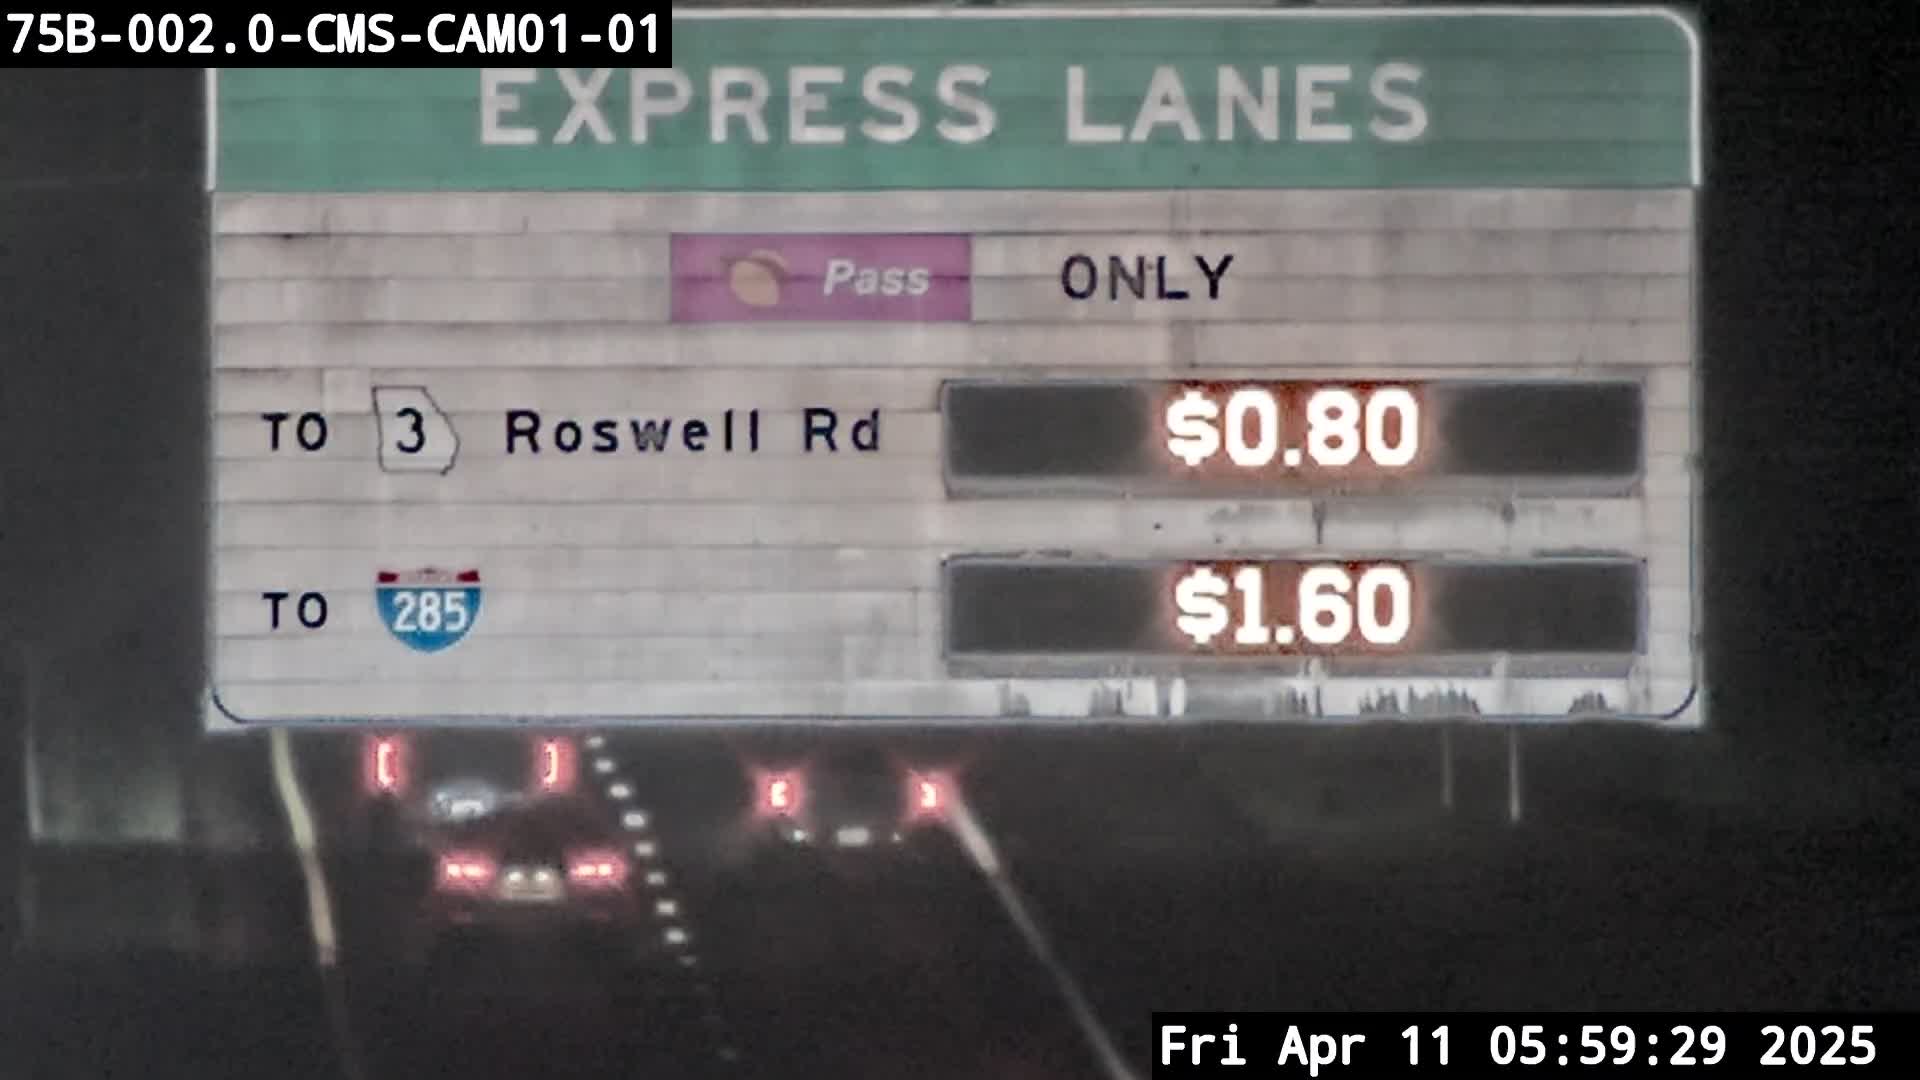 75B-002.0-CMS-CAM01-01
EXPRESS LANES
Pass ONLY
TO 3 Roswell Rd $0.80
TO 285 $1.60
Fri Apr 11 05:59:29 2025